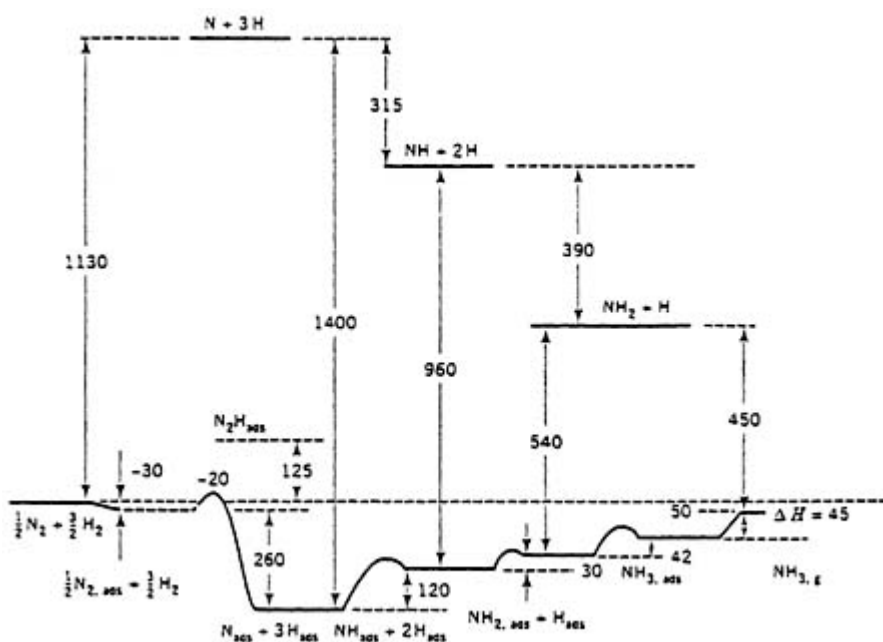 N + 3H
315
NH + 2H
1130
390
1400
NH₂ + H
960
N₂Hₐdₛ
540
450
-30
-20
125
50
ΔH = 45
½N₂ + 3/2H₂
260
42
120
30
NH₃, ₐdₛ
NH₃, g
½N₂, ₐdₛ + 3/2H₂
Nₐdₛ + 3Hₐdₛ
NHₐdₛ + 2Hₐdₛ
NH₂, ₐdₛ + Hₐdₛ